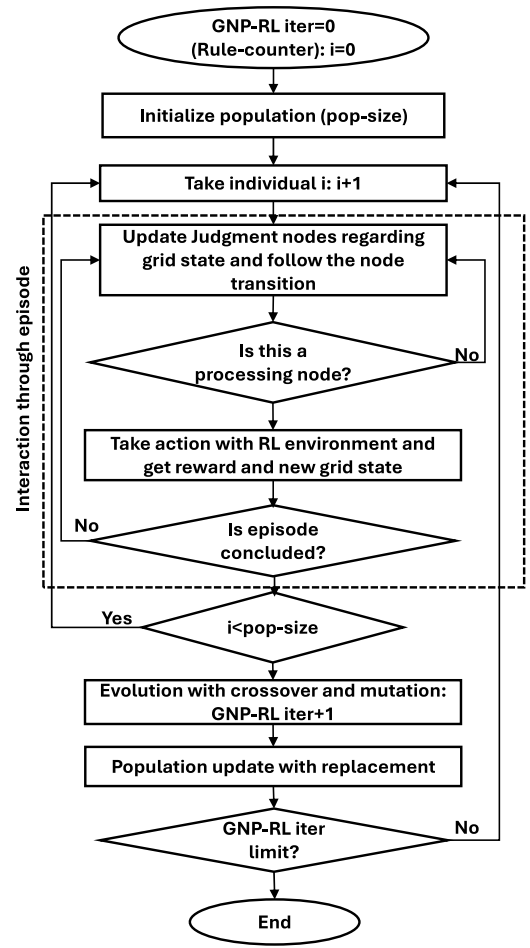 GNP-RL iter=0
(Rule-counter): i=0
Initialize population (pop-size)
Take individual i: i+1
Interaction through episode
Update Judgment nodes regarding
grid state and follow the node
transition
Is this a
processing node?
No
Take action with RL environment and
get reward and new grid state
No
Is episode
concluded?
Yes
i<pop-size
Evolution with crossover and mutation:
GNP-RL iter+1
Population update with replacement
GNP-RL iter
limit?
No
End